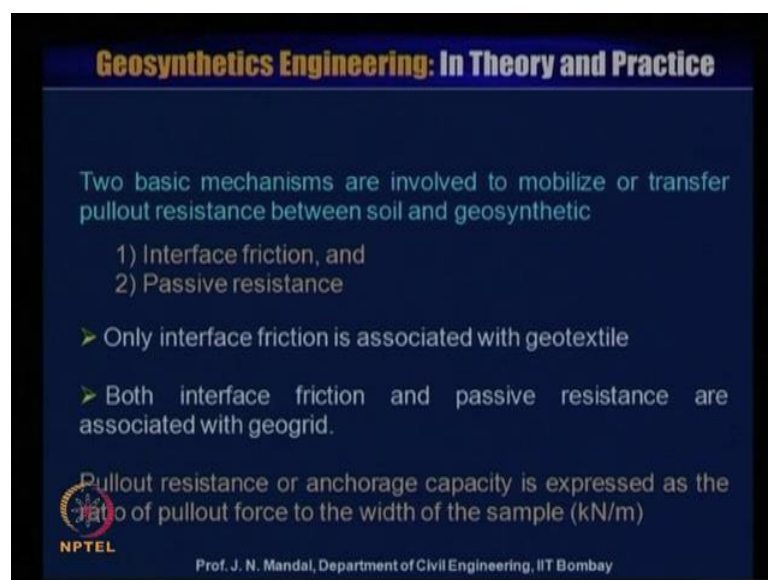 Geosynthetics Engineering: In Theory and Practice
Two basic mechanisms are involved to mobilize or transfer
pullout resistance between soil and geosynthetic
1) Interface friction, and
2) Passive resistance
➢ Only interface friction is associated with geotextile
➢ Both interface friction and passive resistance are
associated with geogrid.
Pullout resistance or anchorage capacity is expressed as the
ratio of pullout force to the width of the sample (kN/m)
NPTEL
Prof. J. N. Mandal, Department of Civil Engineering, IIT Bombay